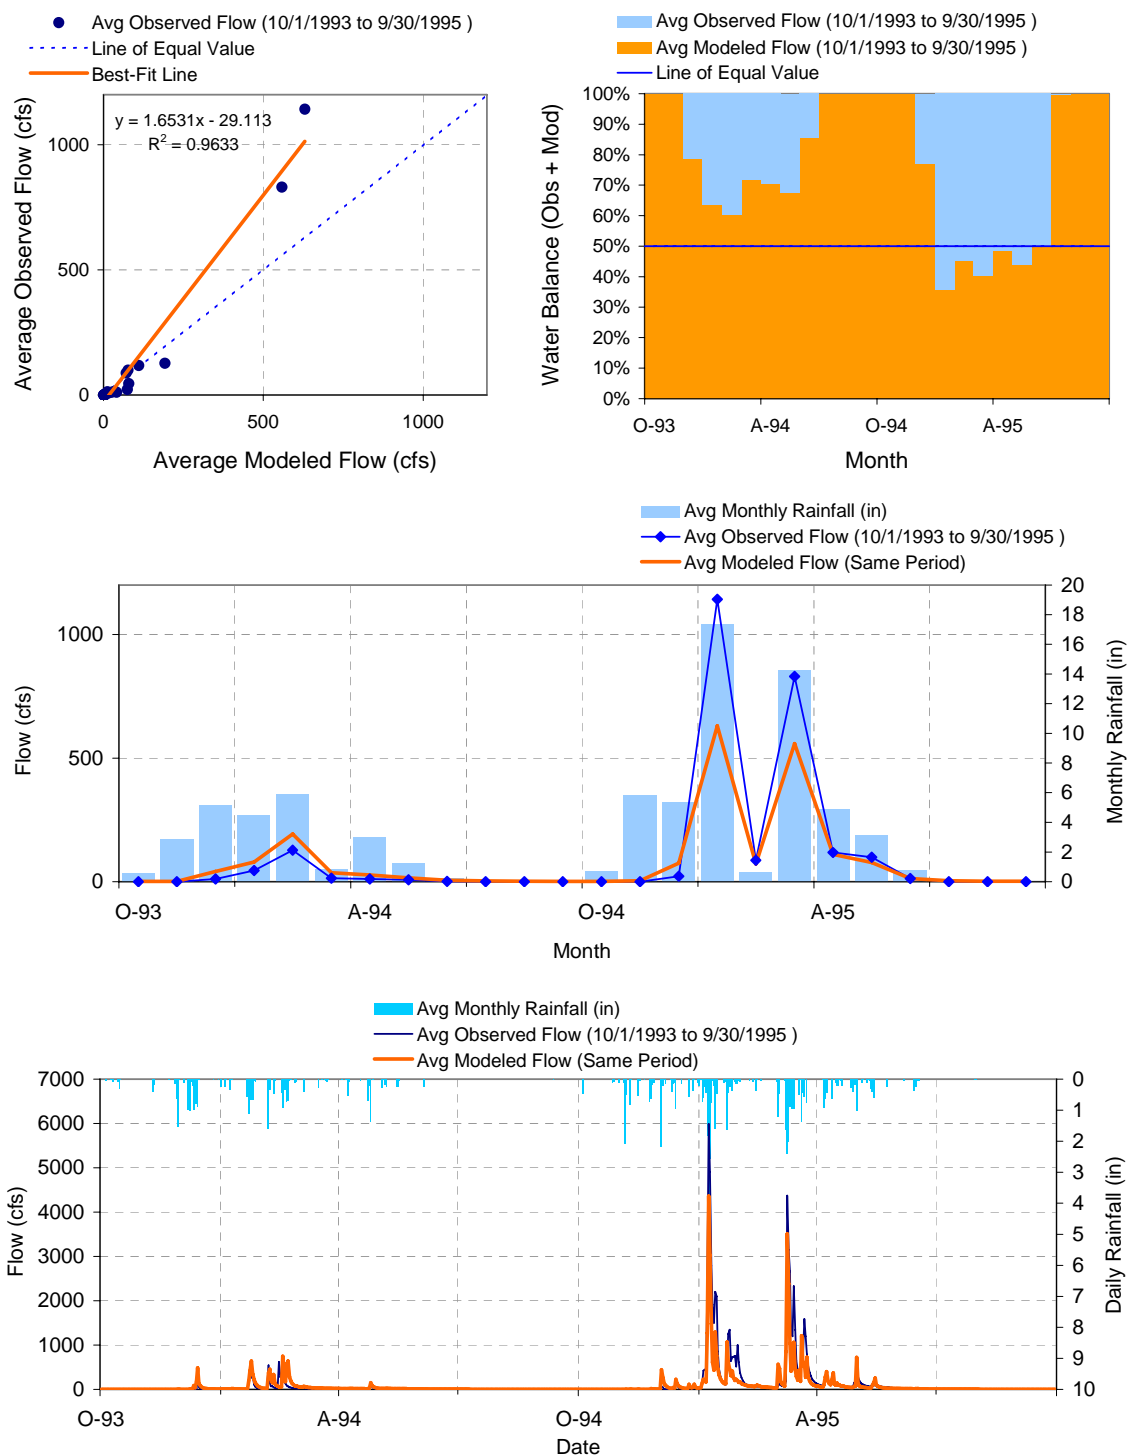 Avg Observed Flow (10/1/1993 to 9/30/1995 )
Line of Equal Value
Best-Fit Line
y = 1.6531x - 29.113
R2 = 0.9633
Average Observed Flow (cfs)
1000
500
0
0 500 1000
Average Modeled Flow (cfs)
Avg Observed Flow (10/1/1993 to 9/30/1995 )
Avg Modeled Flow (10/1/1993 to 9/30/1995 )
Line of Equal Value
Water Balance (Obs + Mod)
100%
90%
80%
70%
60%
50%
40%
30%
20%
10%
0%
O-93 A-94 O-94 A-95
Month
Avg Monthly Rainfall (in)
Avg Observed Flow (10/1/1993 to 9/30/1995 )
Avg Modeled Flow (Same Period)
Flow (cfs)
1000
500
0
20
18
16
14
12
10
8
6
4
2
0
Monthly Rainfall (in)
O-93 A-94 O-94 A-95
Month
Avg Monthly Rainfall (in)
Avg Observed Flow (10/1/1993 to 9/30/1995 )
Avg Modeled Flow (Same Period)
Flow (cfs)
7000
6000
5000
4000
3000
2000
1000
0
0
1
2
3
4
5
6
7
8
9
10
Daily Rainfall (in)
O-93 A-94 O-94 A-95
Date